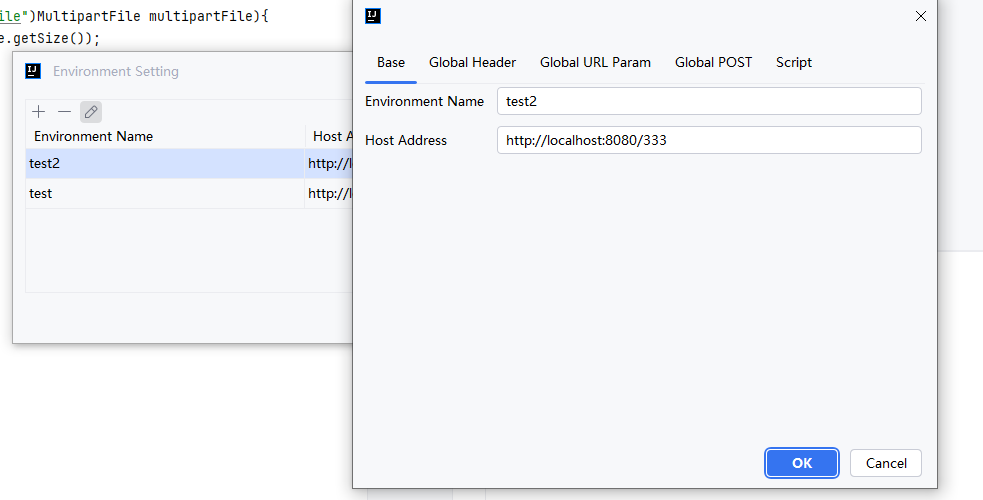 ile")MultipartFile multipartFile){
e.getSize());
Environment Setting
Environment Name
Host A
test2
http://l
test
http://l
Base
Global Header
Global URL Param
Global POST
Script
Environment Name
test2
Host Address
http://localhost:8080/333
OK
Cancel